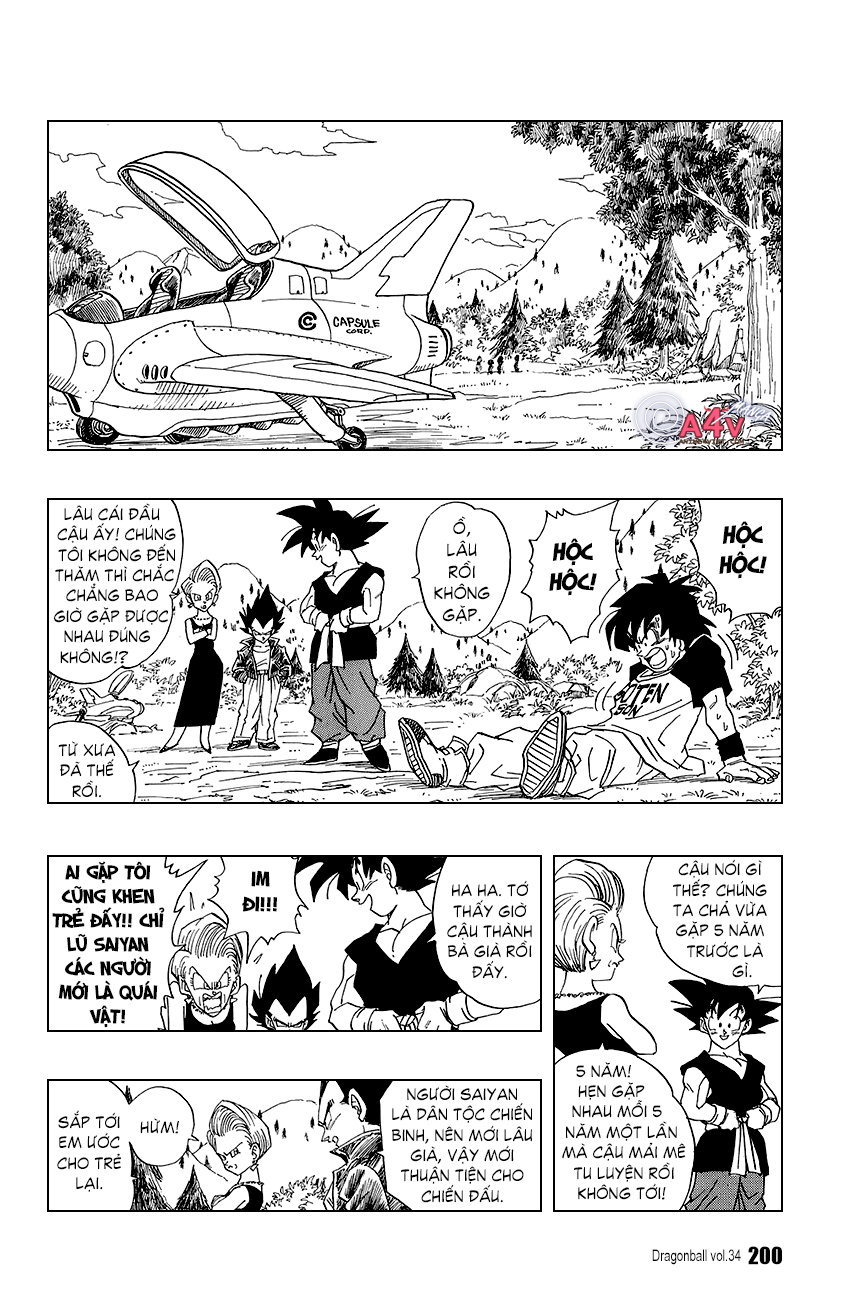 CAPSULE
CORP.
A4V
HỘC
HỘC!
HỘC
HỘC!
Ồ,
LÂU
RỒI
KHÔNG
GẶP.
LÂU CÁI ĐẦU
CẬU ẤY! CHÚNG
TÔI KHÔNG ĐẾN
THĂM THÌ CHẮC
CHẲNG BAO
GIỜ GẶP ĐƯỢC
NHAU ĐÚNG
KHÔNG!?
TỪ XƯA
ĐÃ THẾ
RỒI.
OTEN
SON
CẬU NÓI GÌ
THẾ? CHÚNG
TA CHẢ VỪA
GẶP 5 NĂM
TRƯỚC LÀ
GÌ.
5 NĂM!
HẸN GẶP
NHAU MỖI 5
NĂM MỘT LẦN
MÀ CẬU MẢI MÊ
TU LUYỆN RỒI
KHÔNG TỚI!
HA HA. TỚ
THẤY GIỜ
CẬU THÀNH
BÀ GIÀ RỒI
ĐẤY.
IM
ĐI!!!
AI GẶP TÔI
CŨNG KHEN
TRẺ ĐẤY!! CHỈ
LŨ SAIYAN
CÁC NGƯỜI
MỚI LÀ QUÁI
VẬT!
NGƯỜI SAIYAN
LÀ DÂN TỘC CHIẾN
BINH, NÊN MỚI LÂU
GIÀ, VẬY MỚI
THUẬN TIỆN CHO
CHIẾN ĐẤU.
HỪM!
SẮP TỚI
EM ƯỚC
CHO TRẺ
LẠI.
Dragonball vol.34 200